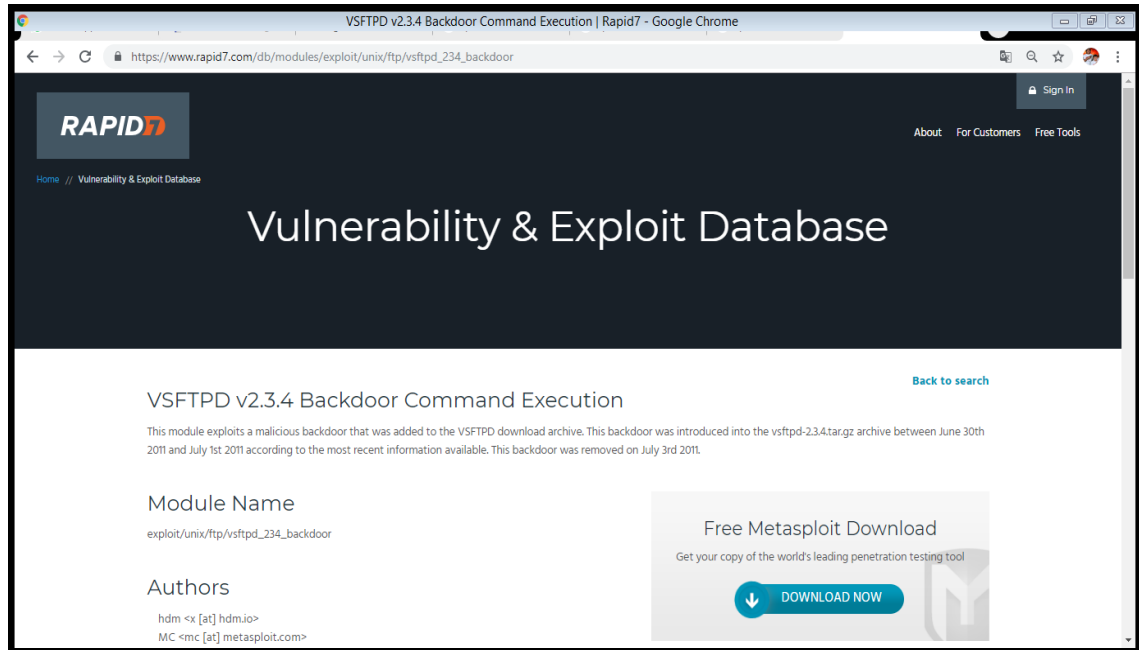 VSFTPD v2.3.4 Backdoor Command Execution | Rapid7 - Google Chrome
https://www.rapid7.com/db/modules/exploit/unix/ftp/vsftpd_234_backdoor
Sign In
RAPID7
About For Customers Free Tools
Home // Vulnerability & Exploit Database
Vulnerability & Exploit Database
Back to search
VSFTPD v2.3.4 Backdoor Command Execution
This module exploits a malicious backdoor that was added to the VSFTPD download archive. This backdoor was introduced into the vsftpd-2.3.4.tar.gz archive between June 30th
2011 and July 1st 2011 according to the most recent information available. This backdoor was removed on July 3rd 2011.
Module Name
exploit/unix/ftp/vsftpd_234_backdoor
Free Metasploit Download
Get your copy of the world's leading penetration testing tool
DOWNLOAD NOW
Authors
hdm <x [at] hdm.io>
MC <mc [at] metasploit.com>